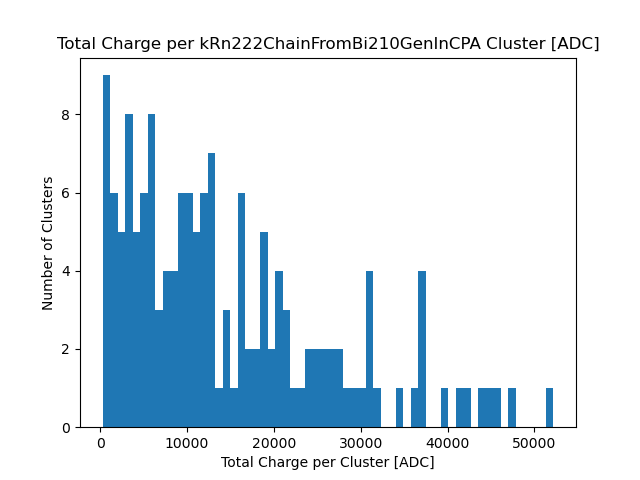 Total Charge per kRn222ChainFromBi210GenInCPA Cluster [ADC]
Number of Clusters
8
6
4
2
0
0 10000 20000 30000 40000 50000
Total Charge per Cluster [ADC]